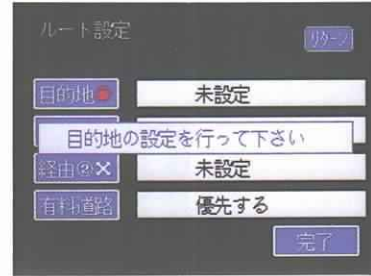 ルート設定
リターン
目的地 未設定
目的地の設定を行って下さい
経由②× 未設定
有料道路 優先する
完了